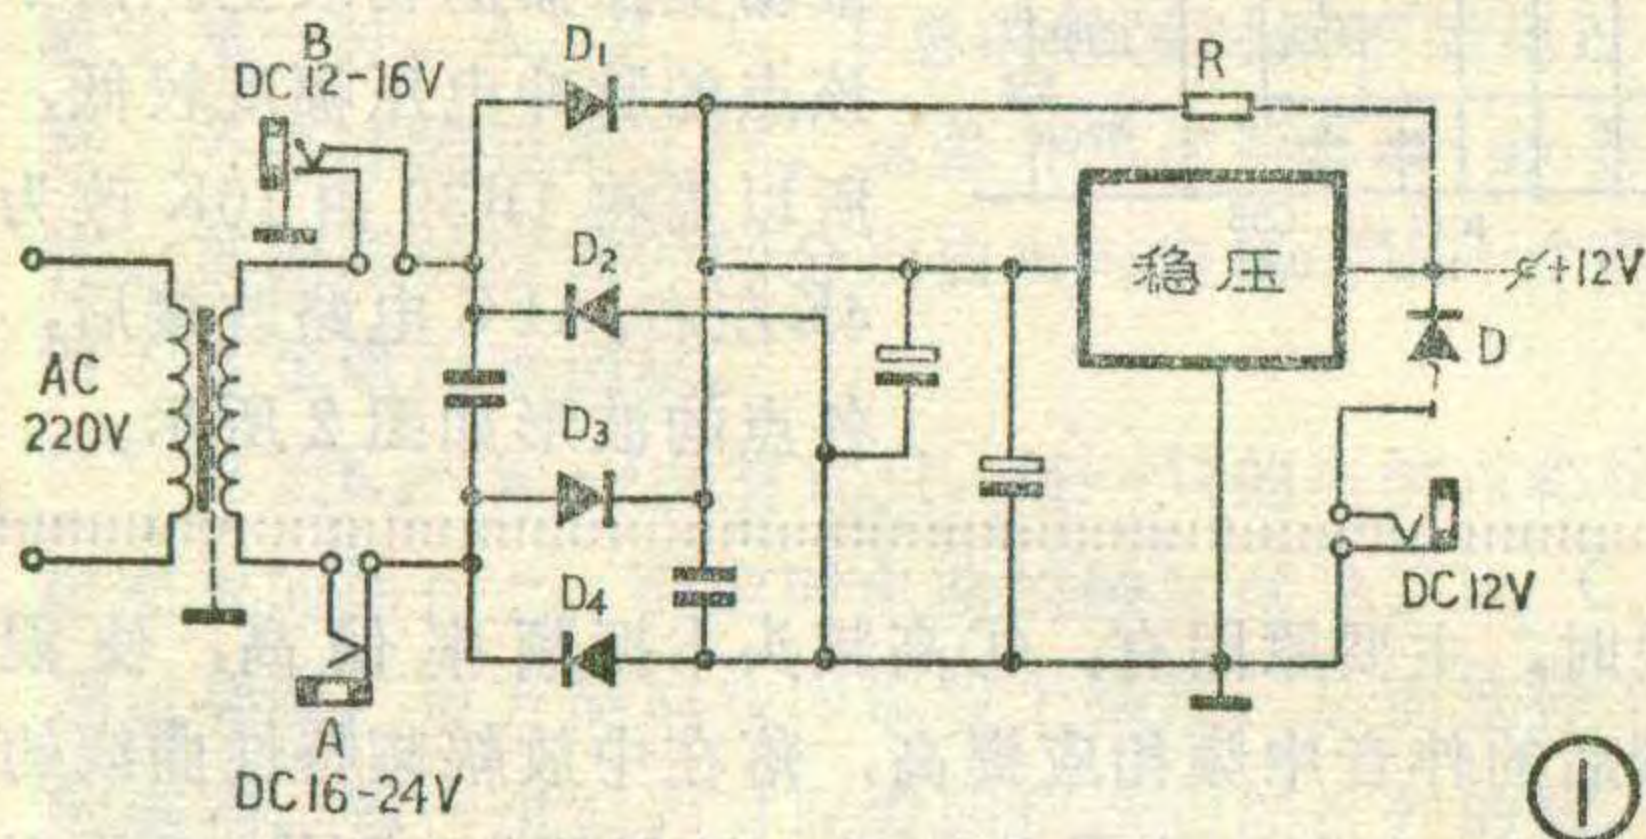 B
DC 12-16V
D1
R
D2
稳压
+12V
AC
220V
D
D3
D4
DC 12V
A
DC 16-24V
1